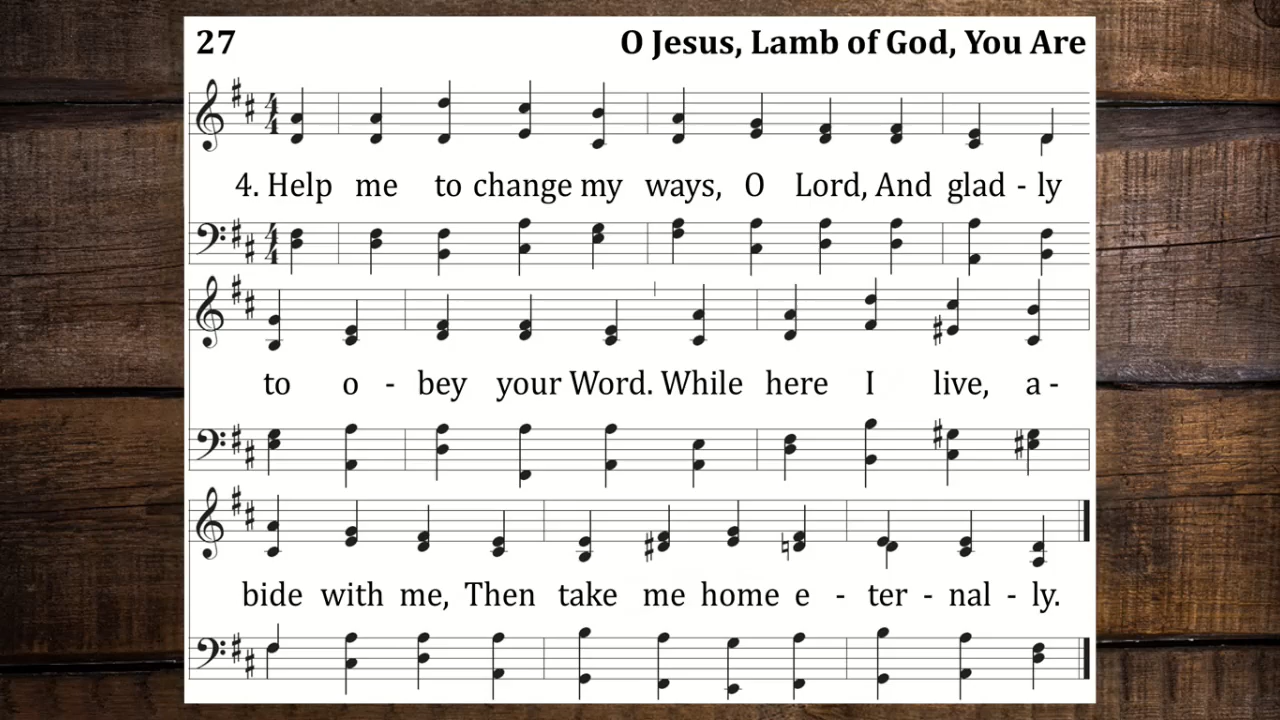 27 O Jesus, Lamb of God, You Are
4. Help me to change my ways, O Lord, And glad - ly
to o - bey your Word. While here I live, a -
bide with me, Then take me home e - ter - nal - ly.